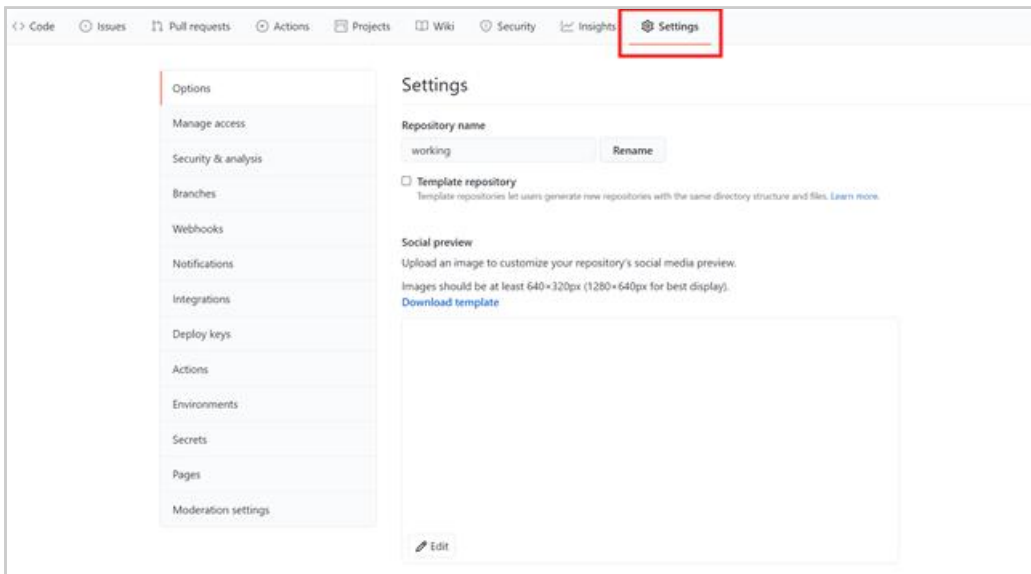 <> Code Issues Pull requests Actions Projects Wiki Security Insights Settings
Options
Manage access
Security & analysis
Branches
Webhooks
Notifications
Integrations
Deploy keys
Actions
Environments
Secrets
Pages
Moderation settings
Settings
Repository name
working Rename
Template repository
Template repositories let users generate new repositories with the same directory structure and files. Learn more.
Social preview
Upload an image to customize your repository's social media preview.
Images should be at least 640×320px (1280×640px for best display).
Download template
Edit